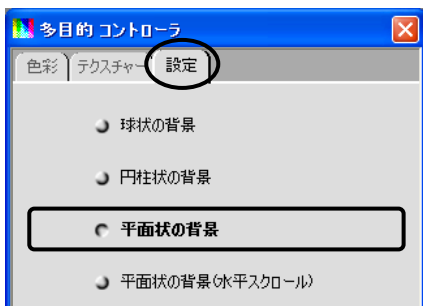 多目的 コントローラ
色彩 テクスチャー 設定
球状の背景
円柱状の背景
平面状の背景
平面状の背景(水平スクロール)